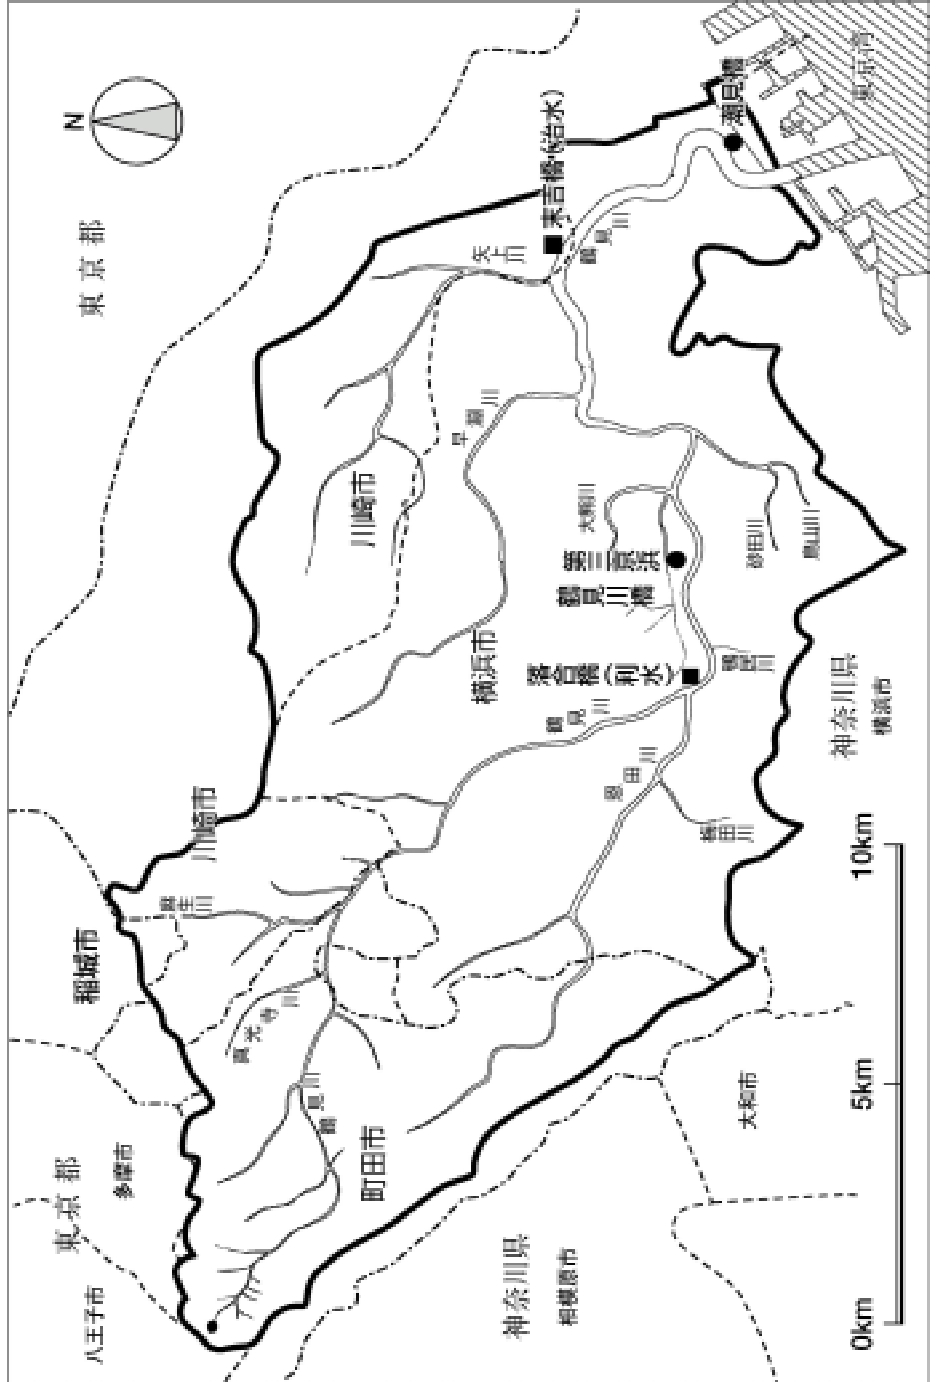 N
東京都
東京湾
潮見橋
末吉橋(治水)
矢上川
鶴見川
早淵川
川崎市
大熊川
第三京浜
鶴見川橋
砂田川
鳥山川
横浜市
落合橋(利水)
鶴見川
恩田川
梅田川
神奈川県
横浜市
川崎市
麻生川
稲城市
真光寺川
鶴見川
町田市
東京都
多摩市
八王子市
大和市
神奈川県
相模原市
0km
5km
10km